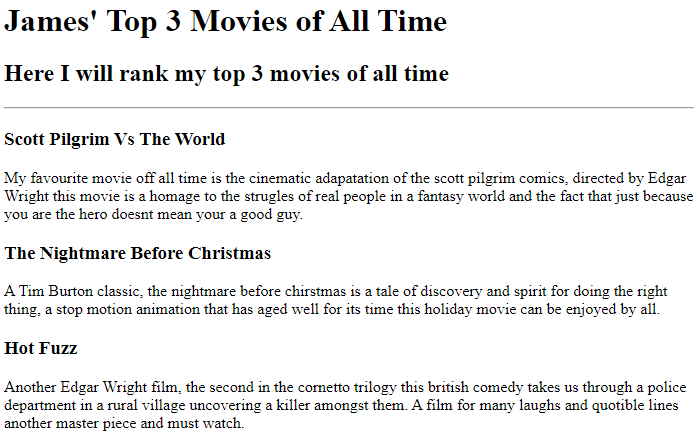 James' Top 3 Movies of All Time
Here I will rank my top 3 movies of all time
Scott Pilgrim Vs The World
My favourite movie off all time is the cinematic adapatation of the scott pilgrim comics, directed by Edgar
Wright this movie is a homage to the strugles of real people in a fantasy world and the fact that just because
you are the hero doesnt mean your a good guy.
The Nightmare Before Christmas
A Tim Burton classic, the nightmare before chirstmas is a tale of discovery and spirit for doing the right
thing, a stop motion animation that has aged well for its time this holiday movie can be enjoyed by all.
Hot Fuzz
Another Edgar Wright film, the second in the cornetto trilogy this british comedy takes us through a police
department in a rural village uncovering a killer amongst them. A film for many laughs and quotible lines
another master piece and must watch.